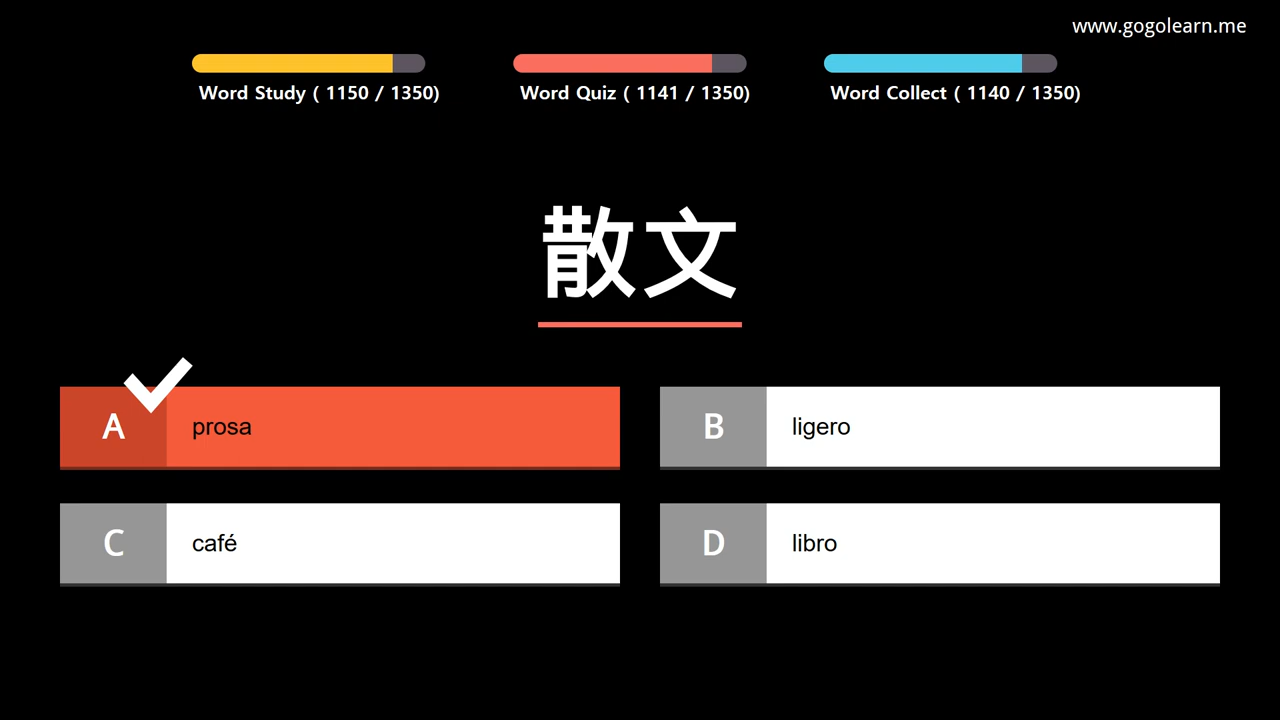 www.gogolearn.me
Word Study ( 1150 / 1350)
Word Quiz ( 1141 / 1350)
Word Collect ( 1140 / 1350)
散文
A prosa
B ligero
C café
D libro